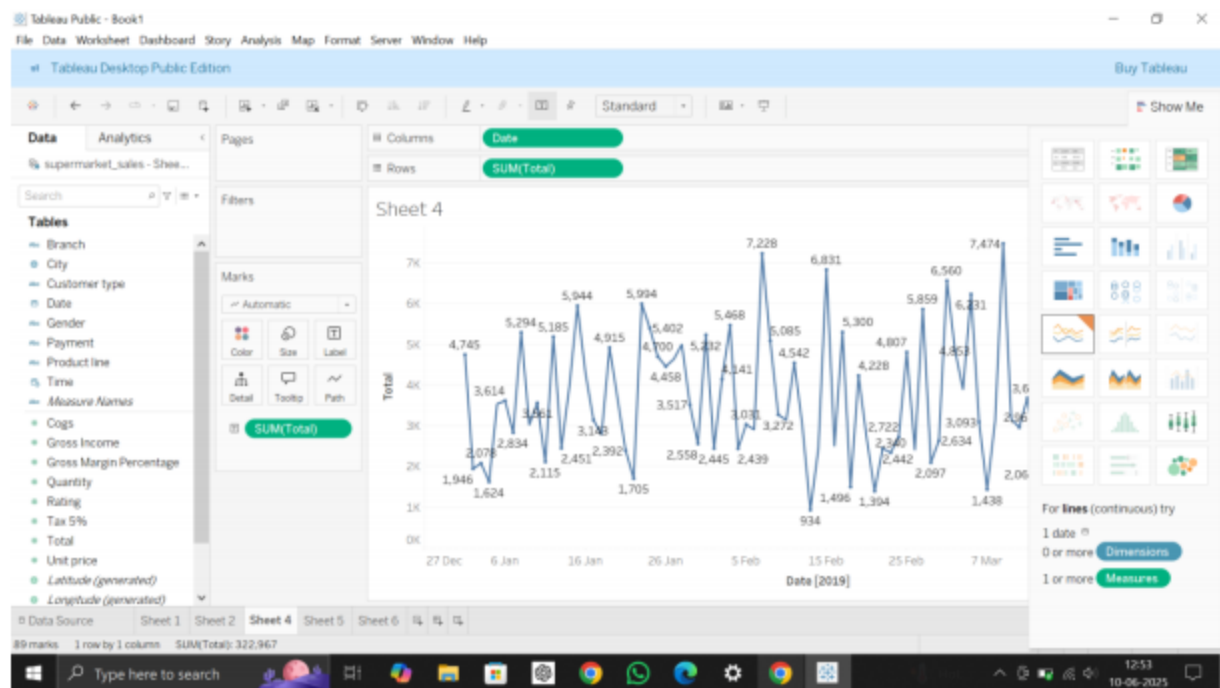 Tableau Public - Book1
File Data Worksheet Dashboard Story Analysis Map Format Server Window Help
Tableau Desktop Public Edition
Buy Tableau
Standard
Show Me
Data Analytics
supermarket_sales - Shee...
Search
Tables
Branch
City
Customer type
Date
Gender
Payment
Product line
Time
Measure Names
Cogs
Gross Income
Gross Margin Percentage
Quantity
Rating
Tax 5%
Total
Unit price
Latitude (generated)
Longitude (generated)
Pages
Filters
Marks
Automatic
Color Size Label
Detail Tooltip Path
SUM(Total)
Columns Date
Rows SUM(Total)
Sheet 4
Total
7K
6K
5K
4K
3K
2K
1K
0K
4,745
1,946
2,078
1,624
3,614
2,834
5,294
3,561
2,115
5,185
2,451
5,944
3,143
4,915
2,392
1,705
5,994
5,402
4,700
4,458
3,517
2,558
5,232
2,445
4,141
5,468
2,439
3,031
7,228
5,085
3,272
4,542
934
6,831
1,496
5,300
4,228
1,394
2,722
2,340
2,442
4,807
5,859
2,097
2,634
6,560
4,853
6,231
3,093
1,438
7,474
27 Dec 6 Jan 16 Jan 26 Jan 5 Feb 15 Feb 25 Feb 7 Mar
Date [2019]
For lines (continuous) try
1 date
0 or more Dimensions
1 or more Measures
Data Source Sheet 1 Sheet 2 Sheet 4 Sheet 5 Sheet 6
89 marks 1 row by 1 column SUM(Total): 322,967
Type here to search
12:53
10-06-2025